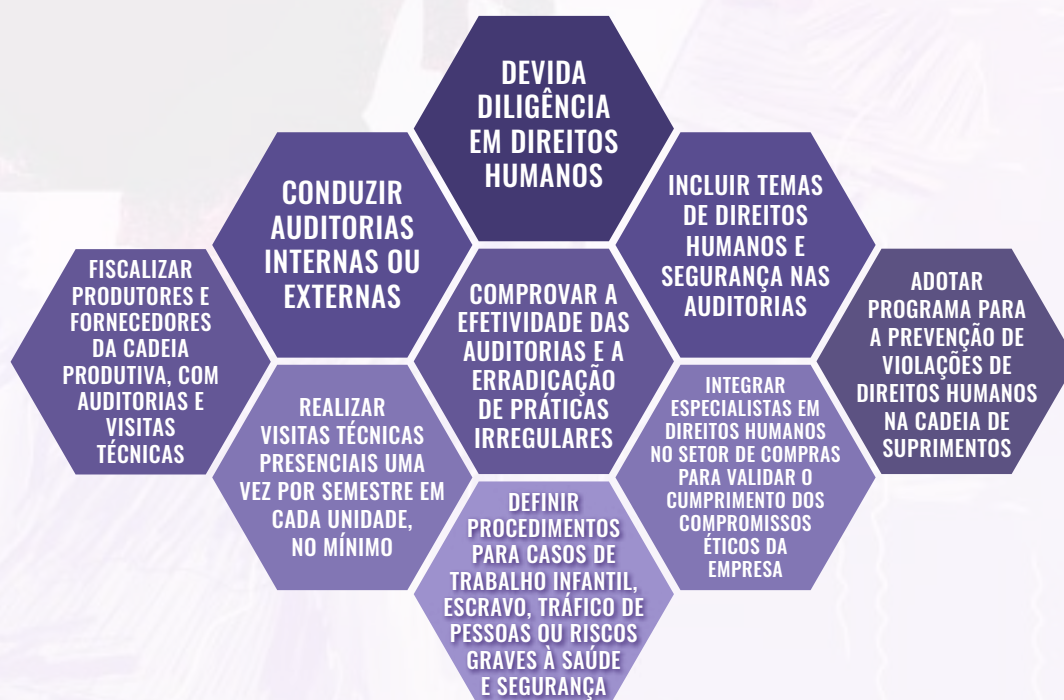 DEVIDA
DILIGÊNCIA
EM DIREITOS
HUMANOS
CONDUZIR
AUDITORIAS
INTERNAS OU
EXTERNAS
INCLUIR TEMAS
DE DIREITOS
HUMANOS E
SEGURANÇA NAS
AUDITORIAS
FISCALIZAR
PRODUTORES E
FORNECEDORES
DA CADEIA
PRODUTIVA, COM
AUDITORIAS E
VISITAS
TÉCNICAS
COMPROVAR A
EFETIVIDADE DAS
AUDITORIAS E A
ERRADICAÇÃO
DE PRÁTICAS
IRREGULARES
ADOTAR
PROGRAMA PARA
A PREVENÇÃO DE
VIOLAÇÕES DE
DIREITOS HUMANOS
NA CADEIA DE
SUPRIMENTOS
REALIZAR
VISITAS TÉCNICAS
PRESENCIAIS UMA
VEZ POR SEMESTRE EM
CADA UNIDADE,
NO MÍNIMO
INTEGRAR
ESPECIALISTAS EM
DIREITOS HUMANOS
NO SETOR DE COMPRAS
PARA VALIDAR O
CUMPRIMENTO DOS
COMPROMISSOS
ÉTICOS DA
EMPRESA
DEFINIR
PROCEDIMENTOS
PARA CASOS DE
TRABALHO INFANTIL,
ESCRAVO, TRÁFICO DE
PESSOAS OU RISCOS
GRAVES À SAÚDE
E SEGURANÇA